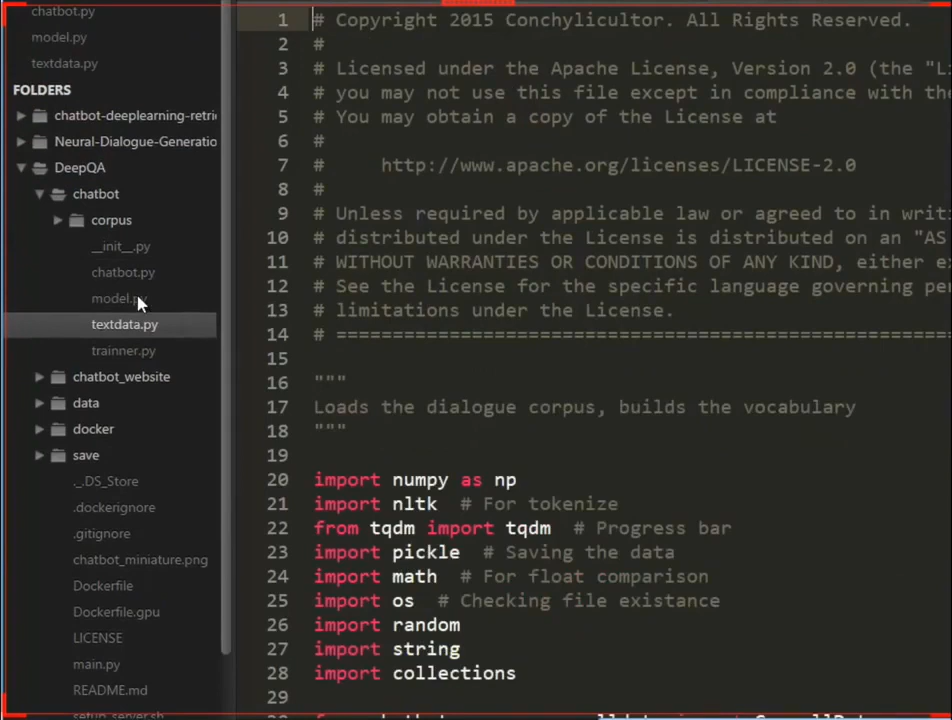 chatbot.py
model.py
textdata.py
FOLDERS
chatbot-deeplearning-retri
Neural-Dialogue-Generatio
DeepQA
chatbot
corpus
__init__.py
chatbot.py
model.py
textdata.py
trainner.py
chatbot_website
data
docker
save
._.DS_Store
.dockerignore
.gitignore
chatbot_miniature.png
Dockerfile
Dockerfile.gpu
LICENSE
main.py
README.md
setup_server.sh
1 # Copyright 2015 Conchylicultor. All Rights Reserved.
2 #
3 # Licensed under the Apache License, Version 2.0 (the "Li
4 # you may not use this file except in compliance with the
5 # You may obtain a copy of the License at
6 #
7 #     http://www.apache.org/licenses/LICENSE-2.0
8 #
9 # Unless required by applicable law or agreed to in writi
10 # distributed under the License is distributed on an "AS
11 # WITHOUT WARRANTIES OR CONDITIONS OF ANY KIND, either e
12 # See the License for the specific language governing pe
13 # limitations under the License.
14 # ======================================================
15
16 """
17 Loads the dialogue corpus, builds the vocabulary
18 """
19
20 import numpy as np
21 import nltk  # For tokenize
22 from tqdm import tqdm  # Progress bar
23 import pickle  # Saving the data
24 import math  # For float comparison
25 import os  # Checking file existance
26 import random
27 import string
28 import collections
29